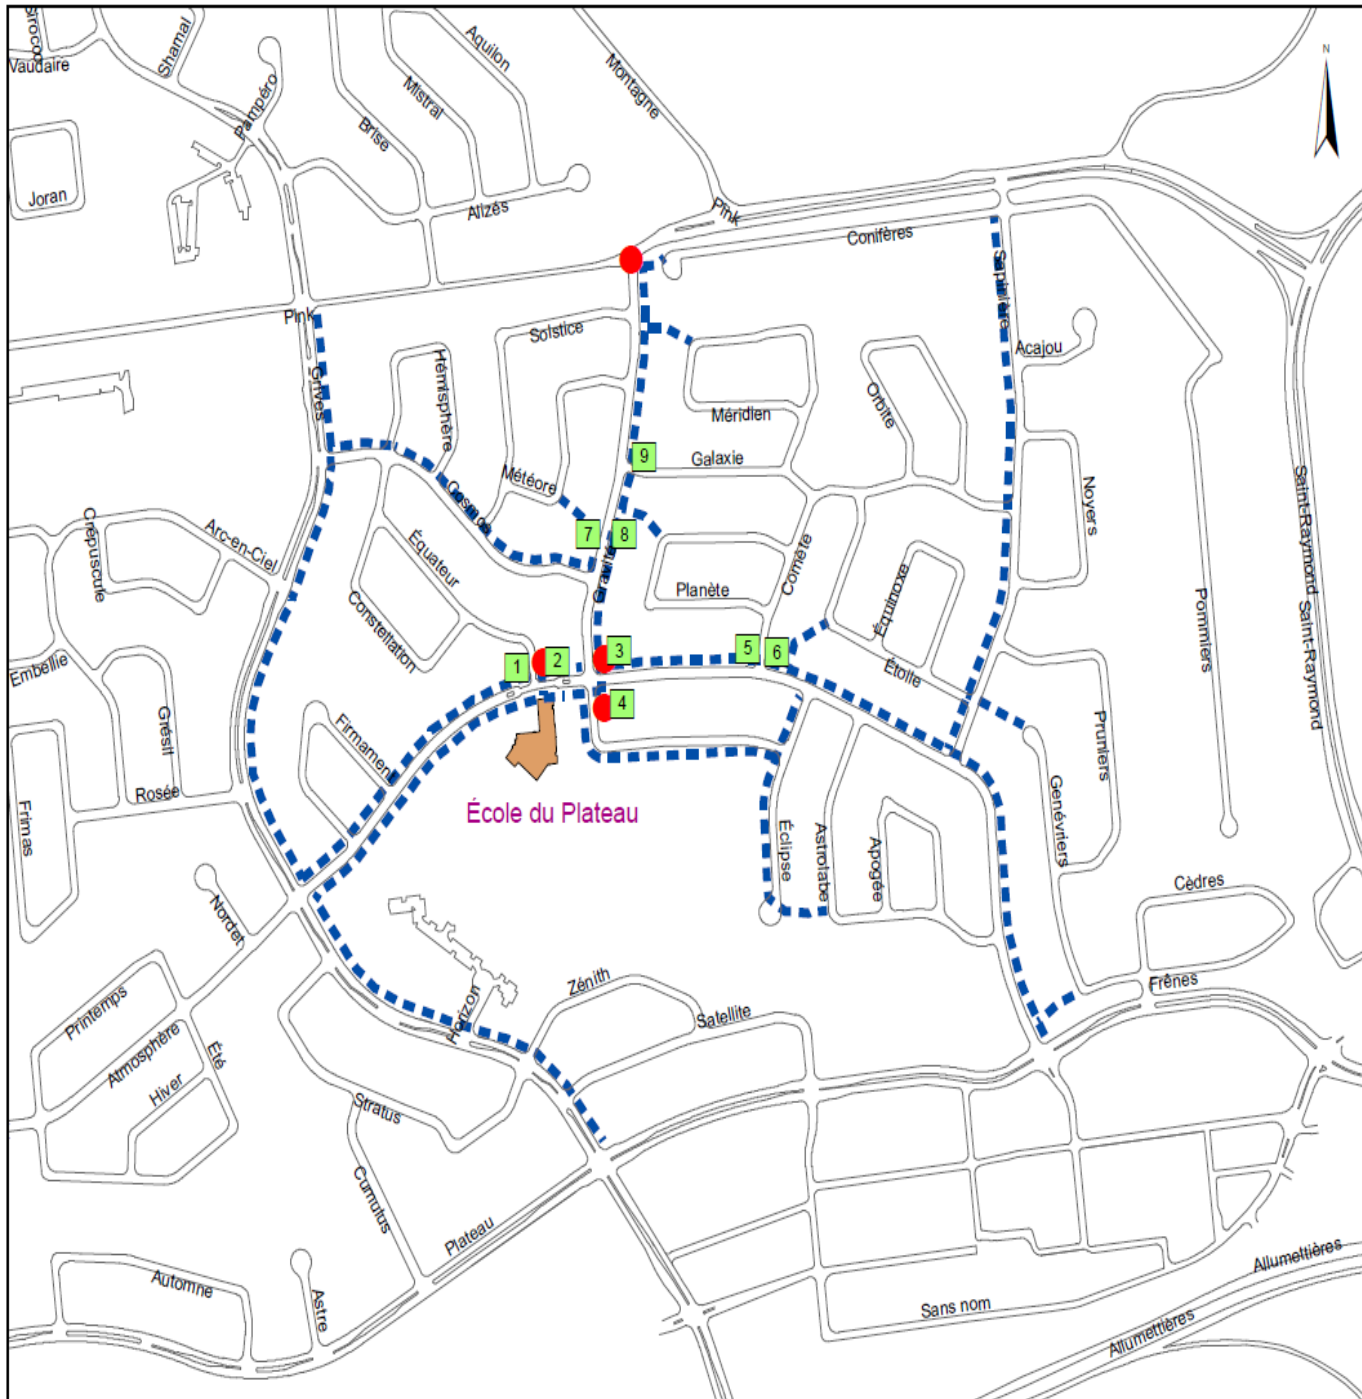 Sirocco
Vaudaire
Shamal
Pampéro
Aquilon
Mistral
Brise
Montagne
N
Joran
Alizés
Pink
Conifères
Sapinière
Pink
Solstice
Acajou
Grives
Hémisphère
Méridien
Orbite
9
Galaxie
Météore
Cosmos
Noyers
Saint-Raymond
Saint-Raymond
Crépuscule
Arc-en-Ciel
Équateur
7
8
Gravité
Comète
Planète
Équinoxe
Constellation
Pommiers
Embellie
1
2
3
5
6
Étoile
4
Grésil
Firmament
Pruniers
Rosée
Frimas
École du Plateau
Éclipse
Astrolabe
Apogée
Genévriers
Cèdres
Nordet
Frênes
Zénith
Horizon
Satellite
Printemps
Atmosphère
Été
Hiver
Stratus
Cumulus
Plateau
Automne
Astre
Sans nom
Allumettières
Allumettières